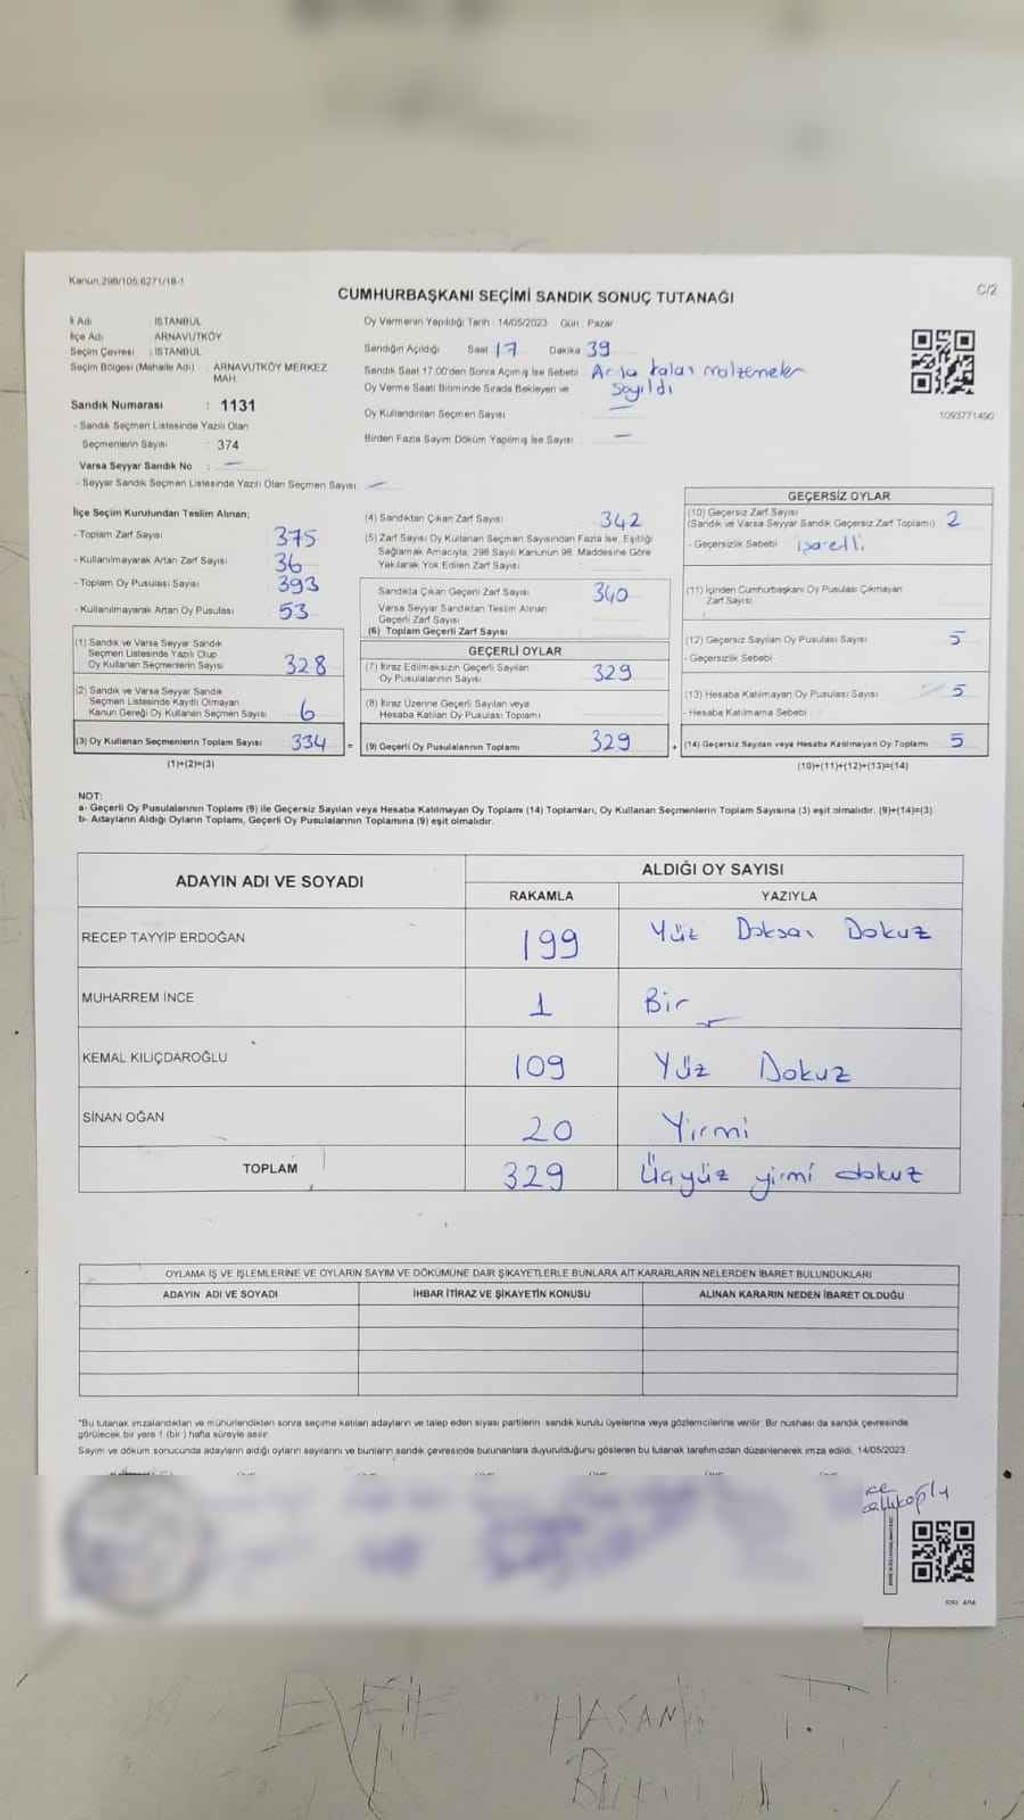 Kanun 298/105 6271/18-1
CUMHURBAŞKANI SEÇİMİ SANDIK SONUÇ TUTANAĞI
C/2
İl Adı : İSTANBUL
İlçe Adı : ARNAVUTKÖY
Seçim Çevresi : İSTANBUL
Seçim Bölgesi (Mahalle Adı) : ARNAVUTKÖY MERKEZ
MAH.
Sandık Numarası : 1131
- Sandık Seçmen Listesinde Yazılı Olan
Seçmenlerin Sayısı : 374
Varsa Seyyar Sandık No : —
- Seyyar Sandık Seçmen Listesinde Yazılı Olan Seçmen Sayısı —
Oy Vermenin Yapıldığı Tarih : 14/05/2023 Gün : Pazar
Sandığın Açıldığı Saat 17 Dakika 39
Sandık Saat 17.00'den Sonra Açılmış İse Sebebi kalan malzemeler
Oy Verme Saati Bitiminde Sırada Bekleyen ve sayıldı
Oy Kullandırılan Seçmen Sayısı —
Birden Fazla Sayım Döküm Yapılmış İse Sayısı —
1093771490
İlçe Seçim Kurulundan Teslim Alınan;
- Toplam Zarf Sayısı 375
- Kullanılmayarak Artan Zarf Sayısı 36
- Toplam Oy Pusulası Sayısı 393
- Kullanılmayarak Artan Oy Pusulası 53
(1) Sandık ve Varsa Seyyar Sandık
Seçmen Listesinde Yazılı Olup
Oy Kullanan Seçmenlerin Sayısı 328
(2) Sandık ve Varsa Seyyar Sandık
Seçmen Listesinde Kayıtlı Olmayan
Kanun Gereği Oy Kullanan Seçmen Sayısı 6
(3) Oy Kullanan Seçmenlerin Toplam Sayısı 334
(1)+(2)=(3)
(4) Sandıktan Çıkan Zarf Sayısı 342
(5) Zarf Sayısı Oy Kullanan Seçmen Sayısından Fazla İse, Eşitliği
Sağlamak Amacıyla, 298 Sayılı Kanunun 98. Maddesine Göre
Yakılarak Yok Edilen Zarf Sayısı
Sandıkta Çıkan Geçerli Zarf Sayısı 340
Varsa Seyyar Sandıktan Teslim Alınan
Geçerli Zarf Sayısı
(6) Toplam Geçerli Zarf Sayısı
GEÇERLİ OYLAR
(7) İtiraz Edilmeksizin Geçerli Sayılan
Oy Pusulalarının Sayısı 329
(8) İtiraz Üzerine Geçerli Sayılan veya
Hesaba Katılan Oy Pusulası Toplamı
= (9) Geçerli Oy Pusulalarının Toplamı 329
GEÇERSİZ OYLAR
(10) Geçersiz Zarf Sayısı
(Sandık ve Varsa Seyyar Sandık Geçersiz Zarf Toplamı) 2
- Geçersizlik Sebebi işaretli
(11) İçinden Cumhurbaşkanı Oy Pusulası Çıkmayan
Zarf Sayısı
(12) Geçersiz Sayılan Oy Pusulası Sayısı 5
- Geçersizlik Sebebi
(13) Hesaba Katılmayan Oy Pusulası Sayısı 5
- Hesaba Katılmama Sebebi
+ (14) Geçersiz Sayılan veya Hesaba Katılmayan Oy Toplamı 5
(10)+(11)+(12)+(13)=(14)
NOT:
a- Geçerli Oy Pusulalarının Toplamı (9) ile Geçersiz Sayılan veya Hesaba Katılmayan Oy Toplamı (14) Toplamları, Oy Kullanan Seçmenlerin Toplam Sayısına (3) eşit olmalıdır. (9)+(14)=(3)
b- Adayların Aldığı Oyların Toplamı, Geçerli Oy Pusulalarının Toplamına (9) eşit olmalıdır.
ADAYIN ADI VE SOYADI
ALDIĞI OY SAYISI
RAKAMLA YAZIYLA
RECEP TAYYİP ERDOĞAN 199 Yüz Doksan Dokuz
MUHARREM İNCE 1 Bir
KEMAL KILIÇDAROĞLU 109 Yüz Dokuz
SİNAN OĞAN 20 Yirmi
TOPLAM 329 Üçyüz yirmi dokuz
OYLAMA İŞ VE İŞLEMLERİNE VE OYLARIN SAYIM VE DÖKÜMÜNE DAİR ŞİKAYETLERLE BUNLARA AİT KARARLARIN NELERDEN İBARET BULUNDUKLARI
ADAYIN ADI VE SOYADI İHBAR İTİRAZ VE ŞİKAYETİN KONUSU ALINAN KARARIN NEDEN İBARET OLDUĞU
"Bu tutanak imzalandıktan ve mühürlendikten sonra seçime katılan adayların ve talep eden siyasi partilerin sandık kurulu üyelerine veya gözlemcilerine verilir. Bir nüshası da sandık çevresinde
görülecek bir yere 1 (bir) hafta süreyle asılır.
Sayım ve döküm sonucunda adayların aldığı oyların sayılarını ve bunların sandık çevresinde bulunanlara duyurulduğunu gösteren bu tutanak tarafımızdan düzenlenerek imza edildi. 14/05/2023
HASAN